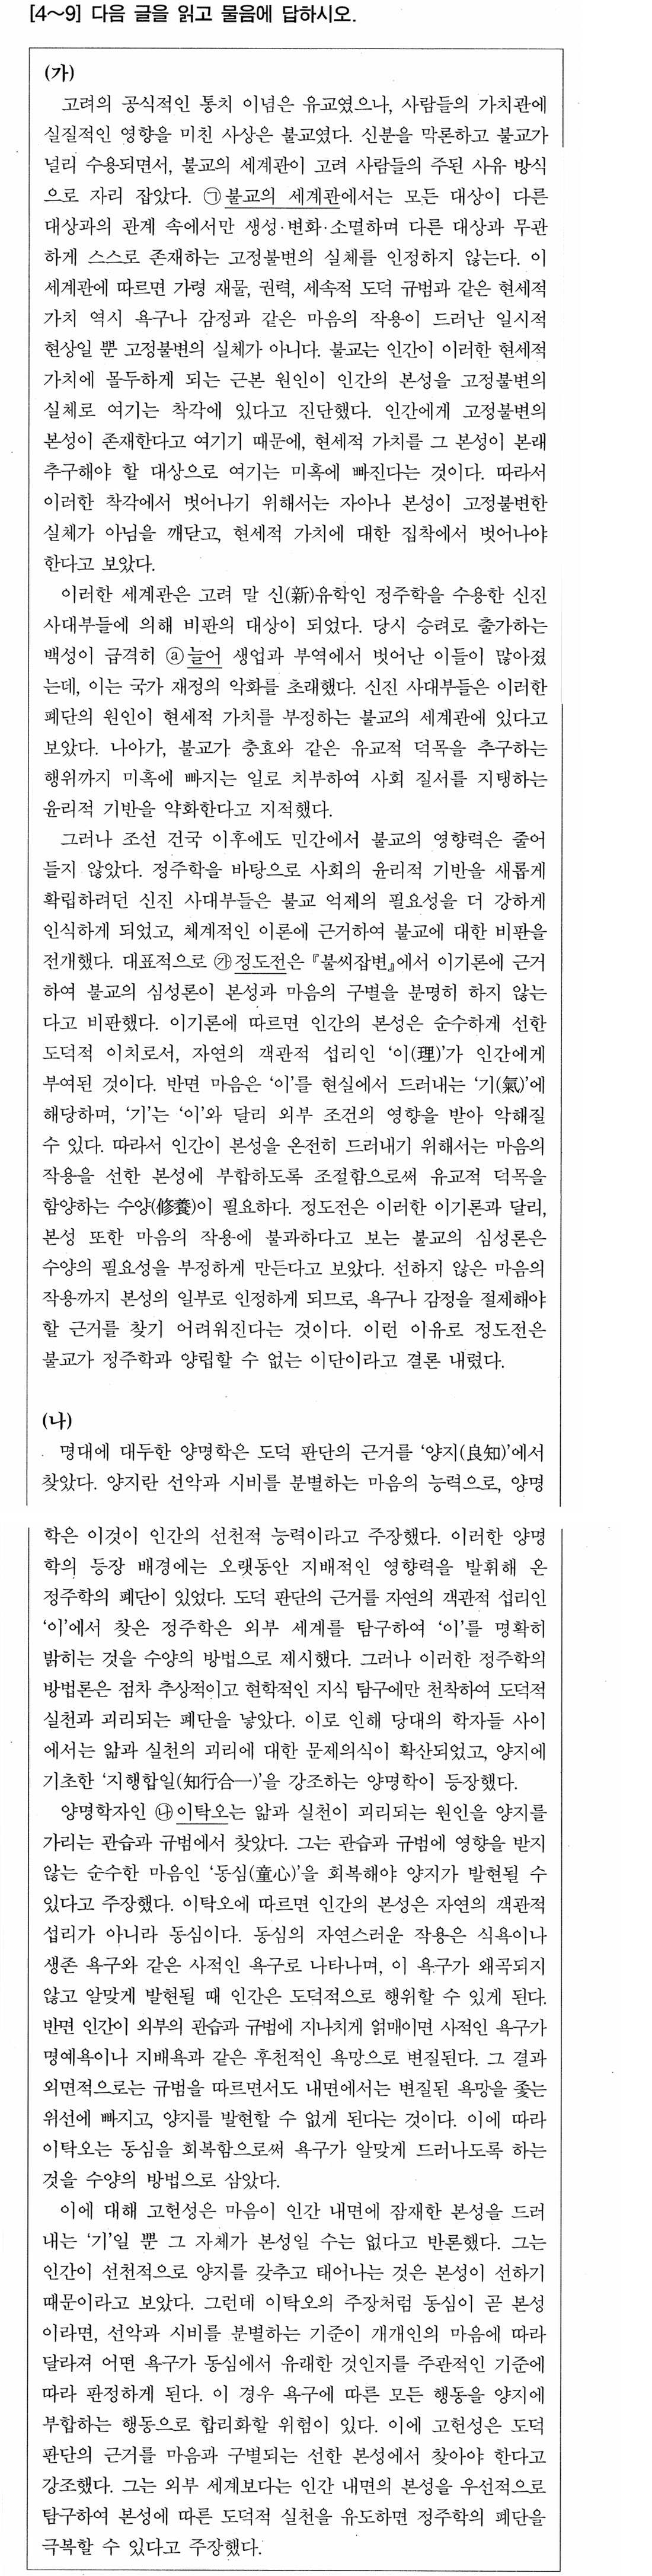 [4~9] 다음 글을 읽고 물음에 답하시오.
(가)
고려의 공식적인 통치 이념은 유교였으나, 사람들의 가치관에
실질적인 영향을 미친 사상은 불교였다. 신분을 막론하고 불교가
널리 수용되면서, 불교의 세계관이 고려 사람들의 주된 사유 방식
으로 자리 잡았다. ㉠불교의 세계관에서는 모든 대상이 다른
대상과의 관계 속에서만 생성·변화·소멸하며 다른 대상과 무관
하게 스스로 존재하는 고정불변의 실체를 인정하지 않는다. 이
세계관에 따르면 가령 재물, 권력, 세속적 도덕 규범과 같은 현세적
가치 역시 욕구나 감정과 같은 마음의 작용이 드러난 일시적
현상일 뿐 고정불변의 실체가 아니다. 불교는 인간이 이러한 현세적
가치에 몰두하게 되는 근본 원인이 인간의 본성을 고정불변의
실체로 여기는 착각에 있다고 진단했다. 인간에게 고정불변의
본성이 존재한다고 여기기 때문에, 현세적 가치를 그 본성이 본래
추구해야 할 대상으로 여기는 미혹에 빠진다는 것이다. 따라서
이러한 착각에서 벗어나기 위해서는 자아나 본성이 고정불변한
실체가 아님을 깨닫고, 현세적 가치에 대한 집착에서 벗어나야
한다고 보았다.
이러한 세계관은 고려 말 신(新)유학인 정주학을 수용한 신진
사대부들에 의해 비판의 대상이 되었다. 당시 승려로 출가하는
백성이 급격히 ⓐ늘어 생업과 부역에서 벗어난 이들이 많아졌
는데, 이는 국가 재정의 악화를 초래했다. 신진 사대부들은 이러한
폐단의 원인이 현세적 가치를 부정하는 불교의 세계관에 있다고
보았다. 나아가, 불교가 충효와 같은 유교적 덕목을 추구하는
행위까지 미혹에 빠지는 일로 치부하여 사회 질서를 지탱하는
윤리적 기반을 약화한다고 지적했다.
그러나 조선 건국 이후에도 민간에서 불교의 영향력은 줄어
들지 않았다. 정주학을 바탕으로 사회의 윤리적 기반을 새롭게
확립하려던 신진 사대부들은 불교 억제의 필요성을 더 강하게
인식하게 되었고, 체계적인 이론에 근거하여 불교에 대한 비판을
전개했다. 대표적으로 ㉮정도전은 『불씨잡변』에서 이기론에 근거
하여 불교의 심성론이 본성과 마음의 구별을 분명히 하지 않는
다고 비판했다. 이기론에 따르면 인간의 본성은 순수하게 선한
도덕적 이치로서, 자연의 객관적 섭리인 ‘이(理)’가 인간에게
부여된 것이다. 반면 마음은 ‘이’를 현실에서 드러내는 ‘기(氣)’에
해당하며, ‘기’는 ‘이’와 달리 외부 조건의 영향을 받아 악해질
수 있다. 따라서 인간이 본성을 온전히 드러내기 위해서는 마음의
작용을 선한 본성에 부합하도록 조절함으로써 유교적 덕목을
함양하는 수양(修養)이 필요하다. 정도전은 이러한 이기론과 달리,
본성 또한 마음의 작용에 불과하다고 보는 불교의 심성론은
수양의 필요성을 부정하게 만든다고 보았다. 선하지 않은 마음의
작용까지 본성의 일부로 인정하게 되므로, 욕구나 감정을 절제해야
할 근거를 찾기 어려워진다는 것이다. 이런 이유로 정도전은
불교가 정주학과 양립할 수 없는 이단이라고 결론 내렸다.
(나)
명대에 대두한 양명학은 도덕 판단의 근거를 ‘양지(良知)’에서
찾았다. 양지란 선악과 시비를 분별하는 마음의 능력으로, 양명
학은 이것이 인간의 선천적 능력이라고 주장했다. 이러한 양명
학의 등장 배경에는 오랫동안 지배적인 영향력을 발휘해 온
정주학의 폐단이 있었다. 도덕 판단의 근거를 자연의 객관적 섭리인
‘이’에서 찾은 정주학은 외부 세계를 탐구하여 ‘이’를 명확히
밝히는 것을 수양의 방법으로 제시했다. 그러나 이러한 정주학의
방법론은 점차 추상적이고 현학적인 지식 탐구에만 천착하여 도덕적
실천과 괴리되는 폐단을 낳았다. 이로 인해 당대의 학자들 사이
에서는 앎과 실천의 괴리에 대한 문제의식이 확산되었고, 양지에
기초한 ‘지행합일(知行合一)’을 강조하는 양명학이 등장했다.
양명학자인 ㉯이탁오는 앎과 실천이 괴리되는 원인을 양지를
가리는 관습과 규범에서 찾았다. 그는 관습과 규범에 영향을 받지
않는 순수한 마음인 ‘동심(童心)’을 회복해야 양지가 발현될 수
있다고 주장했다. 이탁오에 따르면 인간의 본성은 자연의 객관적
섭리가 아니라 동심이다. 동심의 자연스러운 작용은 식욕이나
생존 욕구와 같은 사적인 욕구로 나타나며, 이 욕구가 왜곡되지
않고 알맞게 발현될 때 인간은 도덕적으로 행위할 수 있게 된다.
반면 인간이 외부의 관습과 규범에 지나치게 얽매이면 사적인 욕구가
명예욕이나 지배욕과 같은 후천적인 욕망으로 변질된다. 그 결과
외면적으로는 규범을 따르면서도 내면에서는 변질된 욕망을 좇는
위선에 빠지고, 양지를 발현할 수 없게 된다는 것이다. 이에 따라
이탁오는 동심을 회복함으로써 욕구가 알맞게 드러나도록 하는
것을 수양의 방법으로 삼았다.
이에 대해 고헌성은 마음이 인간 내면에 잠재한 본성을 드러
내는 ‘기’일 뿐 그 자체가 본성일 수는 없다고 반론했다. 그는
인간이 선천적으로 양지를 갖추고 태어나는 것은 본성이 선하기
때문이라고 보았다. 그런데 이탁오의 주장처럼 동심이 곧 본성
이라면, 선악과 시비를 분별하는 기준이 개개인의 마음에 따라
달라져 어떤 욕구가 동심에서 유래한 것인지를 주관적인 기준에
따라 판정하게 된다. 이 경우 욕구에 따른 모든 행동을 양지에
부합하는 행동으로 합리화할 위험이 있다. 이에 고헌성은 도덕
판단의 근거를 마음과 구별되는 선한 본성에서 찾아야 한다고
강조했다. 그는 외부 세계보다는 인간 내면의 본성을 우선적으로
탐구하여 본성에 따른 도덕적 실천을 유도하면 정주학의 폐단을
극복할 수 있다고 주장했다.